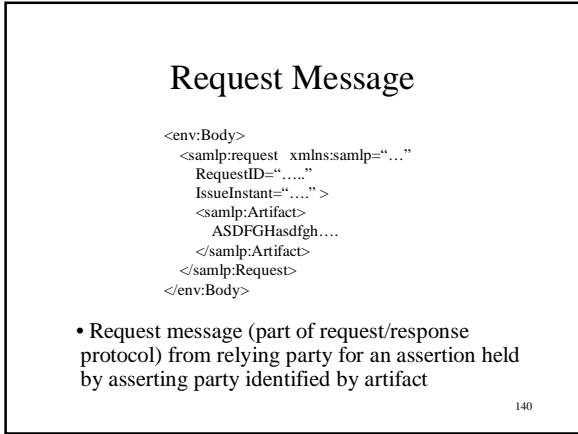 Request Message
<env:Body>
<samlp:request xmlns:samlp=“…”
RequestID=“…..”
IssueInstant=“….” >
<samlp:Artifact>
ASDFGHasdfgh….
</samlp:Artifact>
</samlp:Request>
</env:Body>
• Request message (part of request/response
protocol) from relying party for an assertion held
by asserting party identified by artifact
140